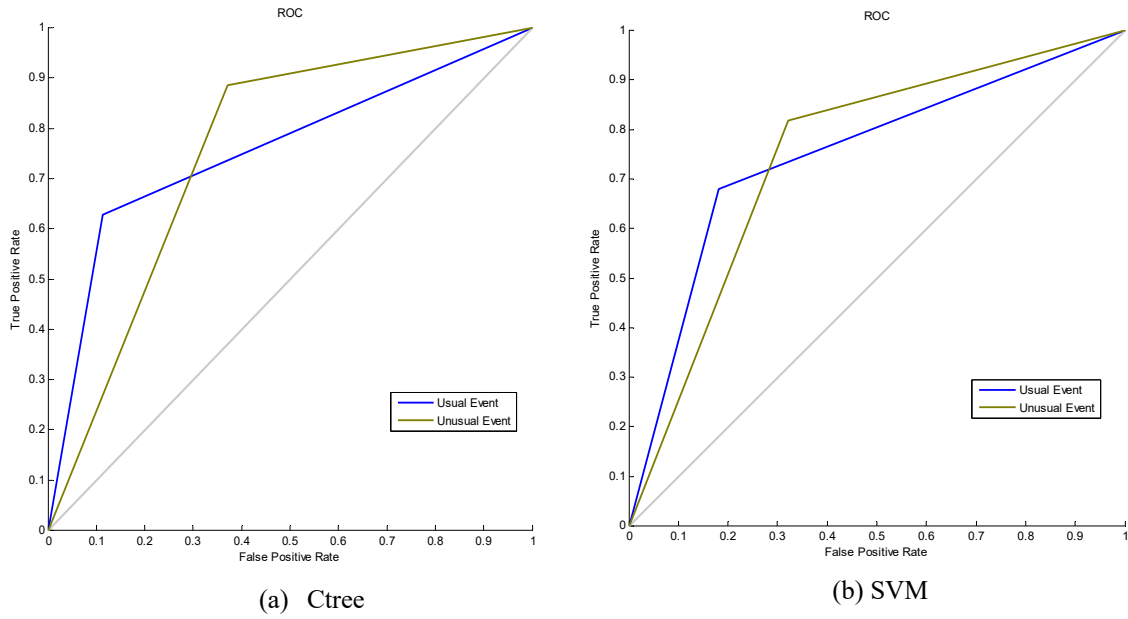 ROC
1
0.9
0.8
0.7
0.6
0.5
0.4
0.3
0.2
0.1
0
True Positive Rate
Usual Event
Unusual Event
0 0.1 0.2 0.3 0.4 0.5 0.6 0.7 0.8 0.9 1
False Positive Rate
(a) Ctree
ROC
1
0.9
0.8
0.7
0.6
0.5
0.4
0.3
0.2
0.1
0
True Positive Rate
Usual Event
Unusual Event
0 0.1 0.2 0.3 0.4 0.5 0.6 0.7 0.8 0.9 1
False Positive Rate
(b) SVM